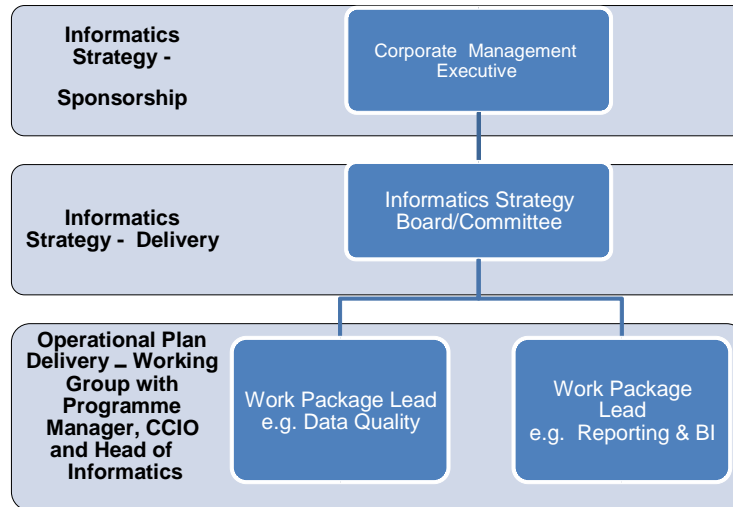 Informatics
Strategy -
Sponsorship
Corporate Management
Executive
Informatics
Strategy - Delivery
Informatics Strategy
Board/Committee
Operational Plan
Delivery – Working
Group with
Programme
Manager, CCIO
and Head of
Informatics
Work Package Lead
e.g. Data Quality
Work Package
Lead
e.g. Reporting & BI